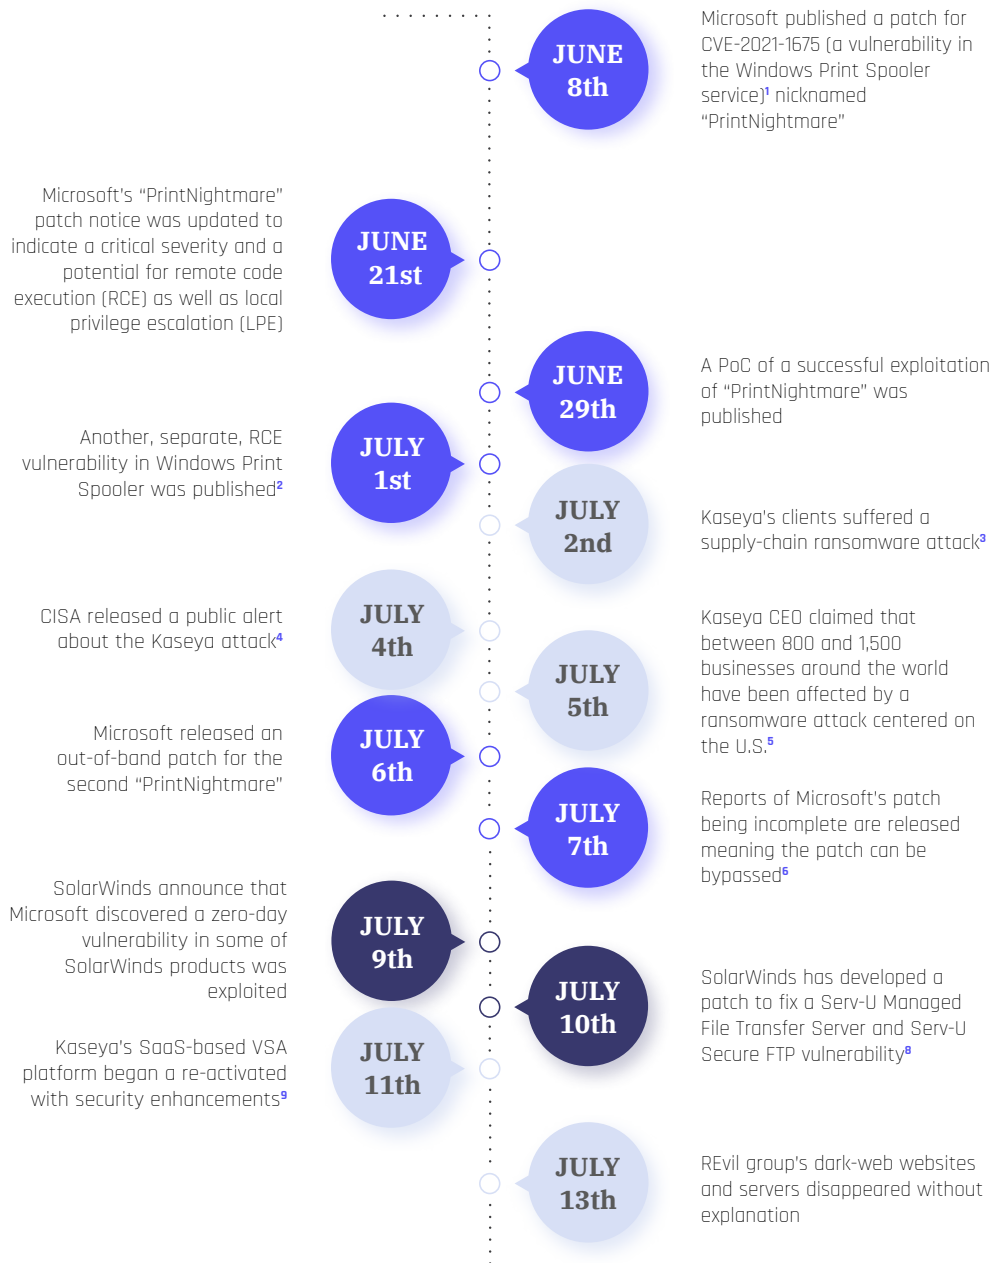 JUNE
8th
Microsoft published a patch for
CVE-2021-1675 (a vulnerability in
the Windows Print Spooler
service)¹ nicknamed
“PrintNightmare”
Microsoft’s “PrintNightmare”
patch notice was updated to
indicate a critical severity and a
potential for remote code
execution (RCE) as well as local
privilege escalation (LPE)
JUNE
21st
JUNE
29th
A PoC of a successful exploitation
of “PrintNightmare” was
published
Another, separate, RCE
vulnerability in Windows Print
Spooler was published²
JULY
1st
JULY
2nd
Kaseya’s clients suffered a
supply-chain ransomware attack³
CISA released a public alert
about the Kaseya attack⁴
JULY
4th
JULY
5th
Kaseya CEO claimed that
between 800 and 1,500
businesses around the world
have been affected by a
ransomware attack centered on
the U.S.⁵
Microsoft released an
out-of-band patch for the
second “PrintNightmare”
JULY
6th
JULY
7th
Reports of Microsoft’s patch
being incomplete are released
meaning the patch can be
bypassed⁶
SolarWinds announce that
Microsoft discovered a zero-day
vulnerability in some of
SolarWinds products was
exploited
JULY
9th
JULY
10th
SolarWinds has developed a
patch to fix a Serv-U Managed
File Transfer Server and Serv-U
Secure FTP vulnerability⁸
Kaseya’s SaaS-based VSA
platform began a re-activated
with security enhancements⁹
JULY
11th
JULY
13th
REvil group’s dark-web websites
and servers disappeared without
explanation